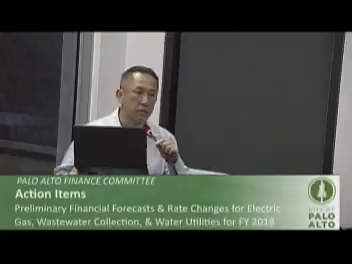 PALO ALTO FINANCE COMMITTEE
Action Items
Preliminary Financial Forecasts & Rate Changes for Electric
Gas, Wastewater Collection, & Water Utilities for FY 2018
CITY OF
PALO
ALTO